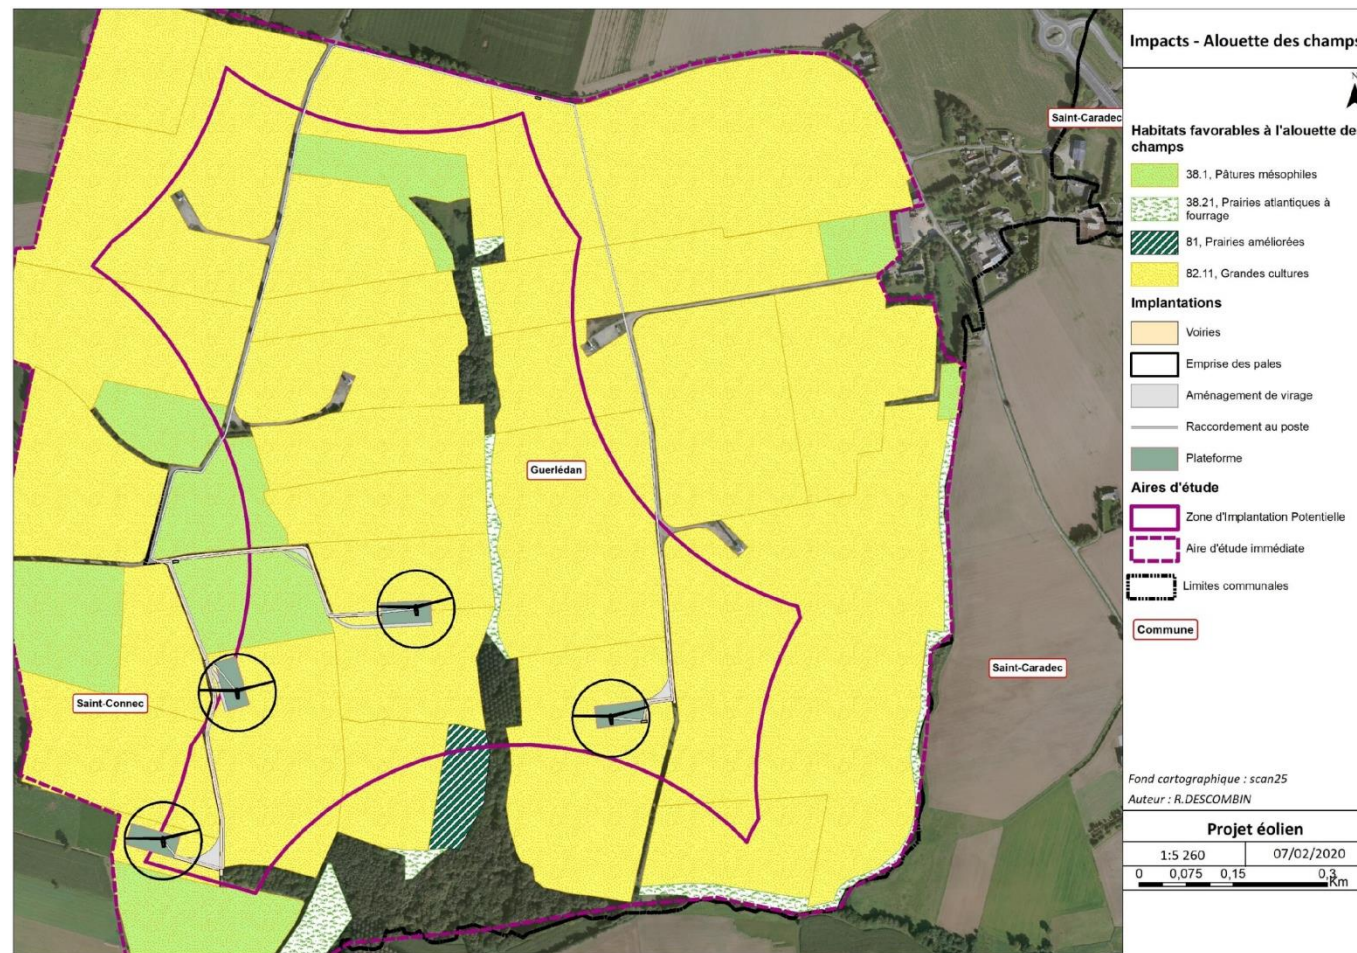 Impacts - Alouette des champs
N
Habitats favorables à l'alouette de
champs
38.1, Pâtures mésophiles
38.21, Prairies atlantiques à
fourrage
81, Prairies améliorées
82.11, Grandes cultures
Implantations
Voiries
Emprise des pales
Aménagement de virage
Raccordement au poste
Plateforme
Aires d'étude
Zone d'Implantation Potentielle
Aire d'étude immédiate
Limites communales
Commune
Saint-Caradec
Guerlédan
Saint-Caradec
Saint-Connec
Fond cartographique : scan25
Auteur : R.DESCOMBIN
Projet éolien
1:5 260 07/02/2020
0 0,075 0,15 0,3
Km